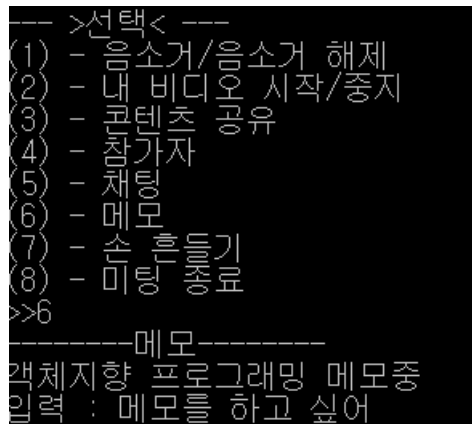 --- >선택< ---
(1) - 음소거/음소거 해제
(2) - 내 비디오 시작/중지
(3) - 콘텐츠 공유
(4) - 참가자
(5) - 채팅
(6) - 메모
(7) - 손 흔들기
(8) - 미팅 종료
>>6
---------메모---------
객체지향 프로그래밍 메모중
입력 : 메모를 하고 싶어